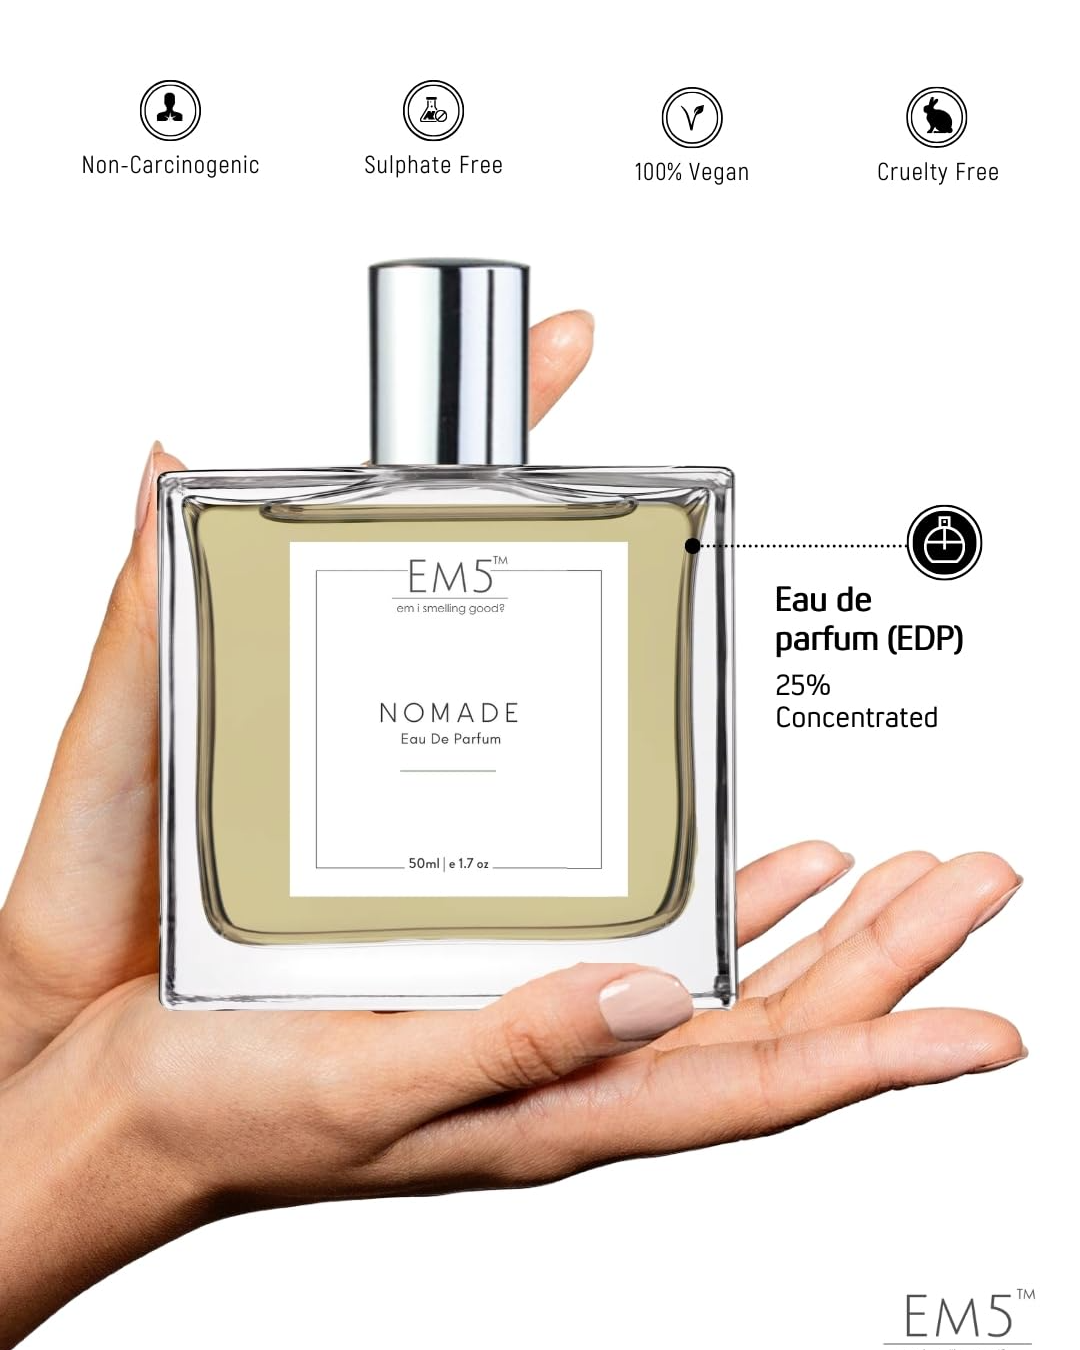 Non-Carcinogenic
Sulphate Free
100% Vegan
Cruelty Free
EM5™
em i smelling good?
NOMADE
Eau De Parfum
50ml | e 1.7 oz
Eau de
parfum (EDP)
25%
Concentrated
EM5™